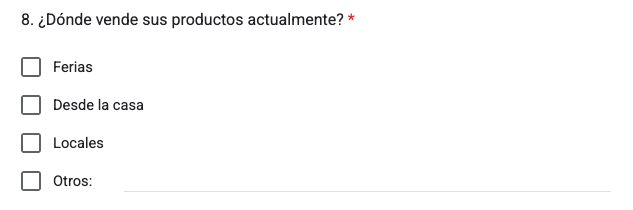 8. ¿Dónde vende sus productos actualmente? *
Ferias
Desde la casa
Locales
Otros: